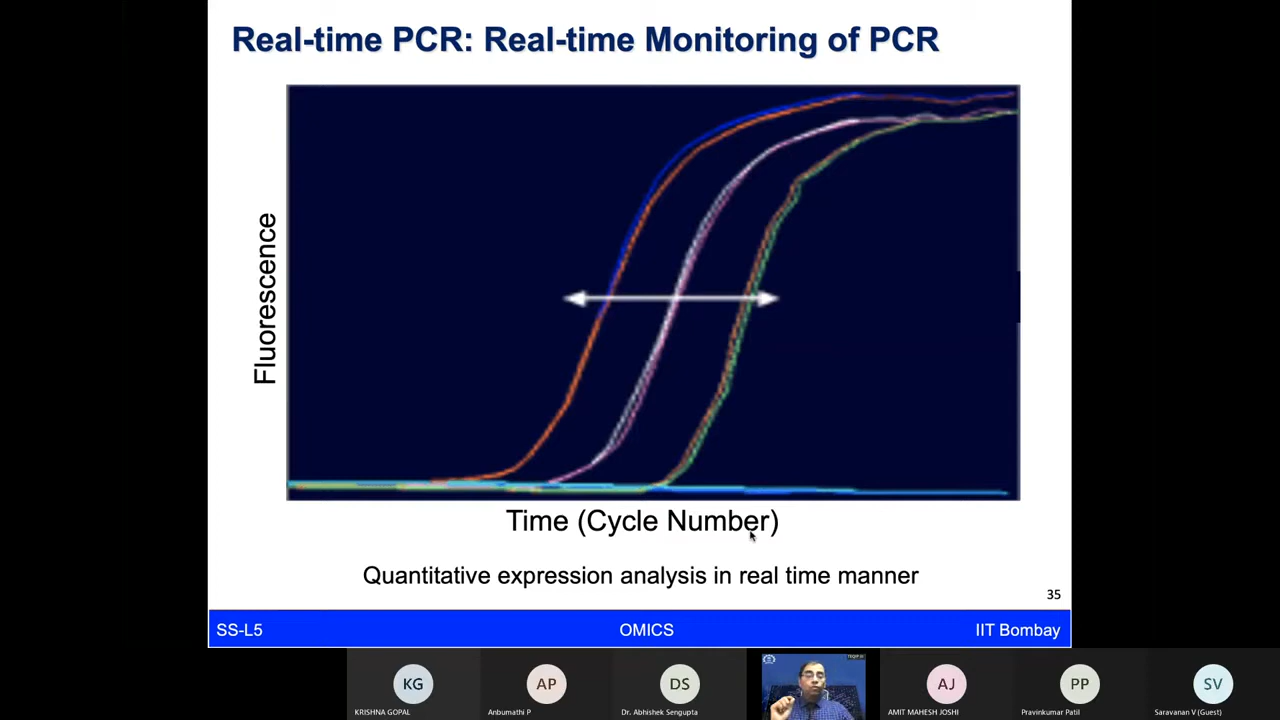 Real-time PCR: Real-time Monitoring of PCR
Fluorescence
Time (Cycle Number)
Quantitative expression analysis in real time manner
35
SS-L5
OMICS
IIT Bombay
KG
AP
DS
AJ
PP
SV
KRISHNA GOPAL
Anbumathi P
Dr. Abhishek Sengupta
AMIT MAHESH JOSHI
Pravinkumar Patil
Saravanan V (Guest)